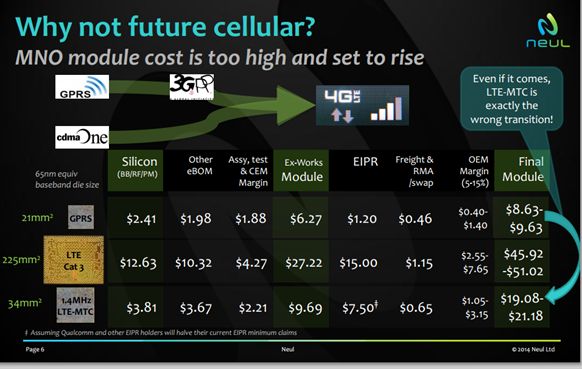 Why not future cellular?
MNO module cost is too high and set to rise
neul
GPRS
3GPP
cdmaOne
4G LTE
Even if it comes,
LTE-MTC is
exactly the
wrong transition!
65nm equiv
baseband die size
Silicon
(BB/RF/PM)
Other
eBOM
Assy, test
& CEM
Margin
Ex-Works
Module
EIPR
Freight &
RMA
/swap
OEM
Margin
(5-15%)
Final
Module
21mm² GPRS $2.41 $1.98 $1.88 $6.27 $1.20 $0.46 $0.40-1.40 $8.63-$9.63
225mm² LTE Cat 3 $12.63 $10.32 $4.27 $27.22 $15.00 $1.15 $2.55-$7.65 $45.92-$51.02
34mm² 1.4MHz LTE-MTC $3.81 $3.67 $2.21 $9.69 $7.50‡ $0.65 $1.05-3.15 $19.08-$21.18
‡ Assuming Qualcomm and other EIPR holders will halve their current EIPR minimum claims
Page 6 Neul © 2014 Neul Ltd